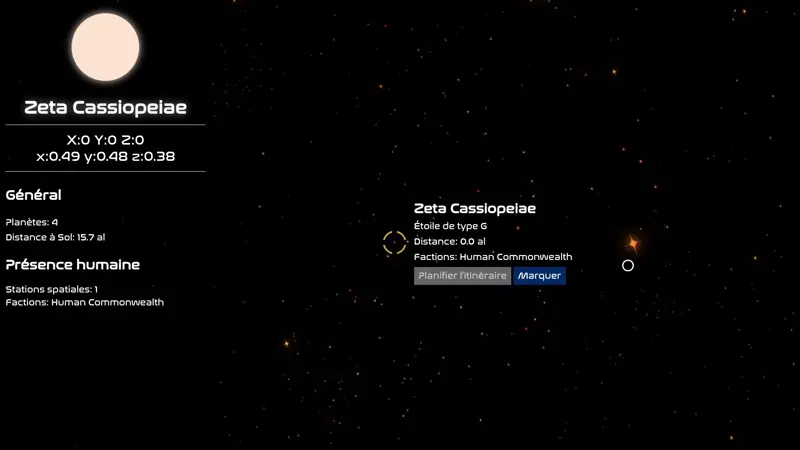 Zeta Cassiopeiae
X:0 Y:0 Z:0
x:0.49 y:0.48 z:0.38
Général
Planètes: 4
Distance à Sol: 15.7 al
Présence humaine
Stations spatiales: 1
Factions: Human Commonwealth
Zeta Cassiopeiae
Étoile de type G
Distance: 0.0 al
Factions: Human Commonwealth
Planifier l'itinéraire Marquer